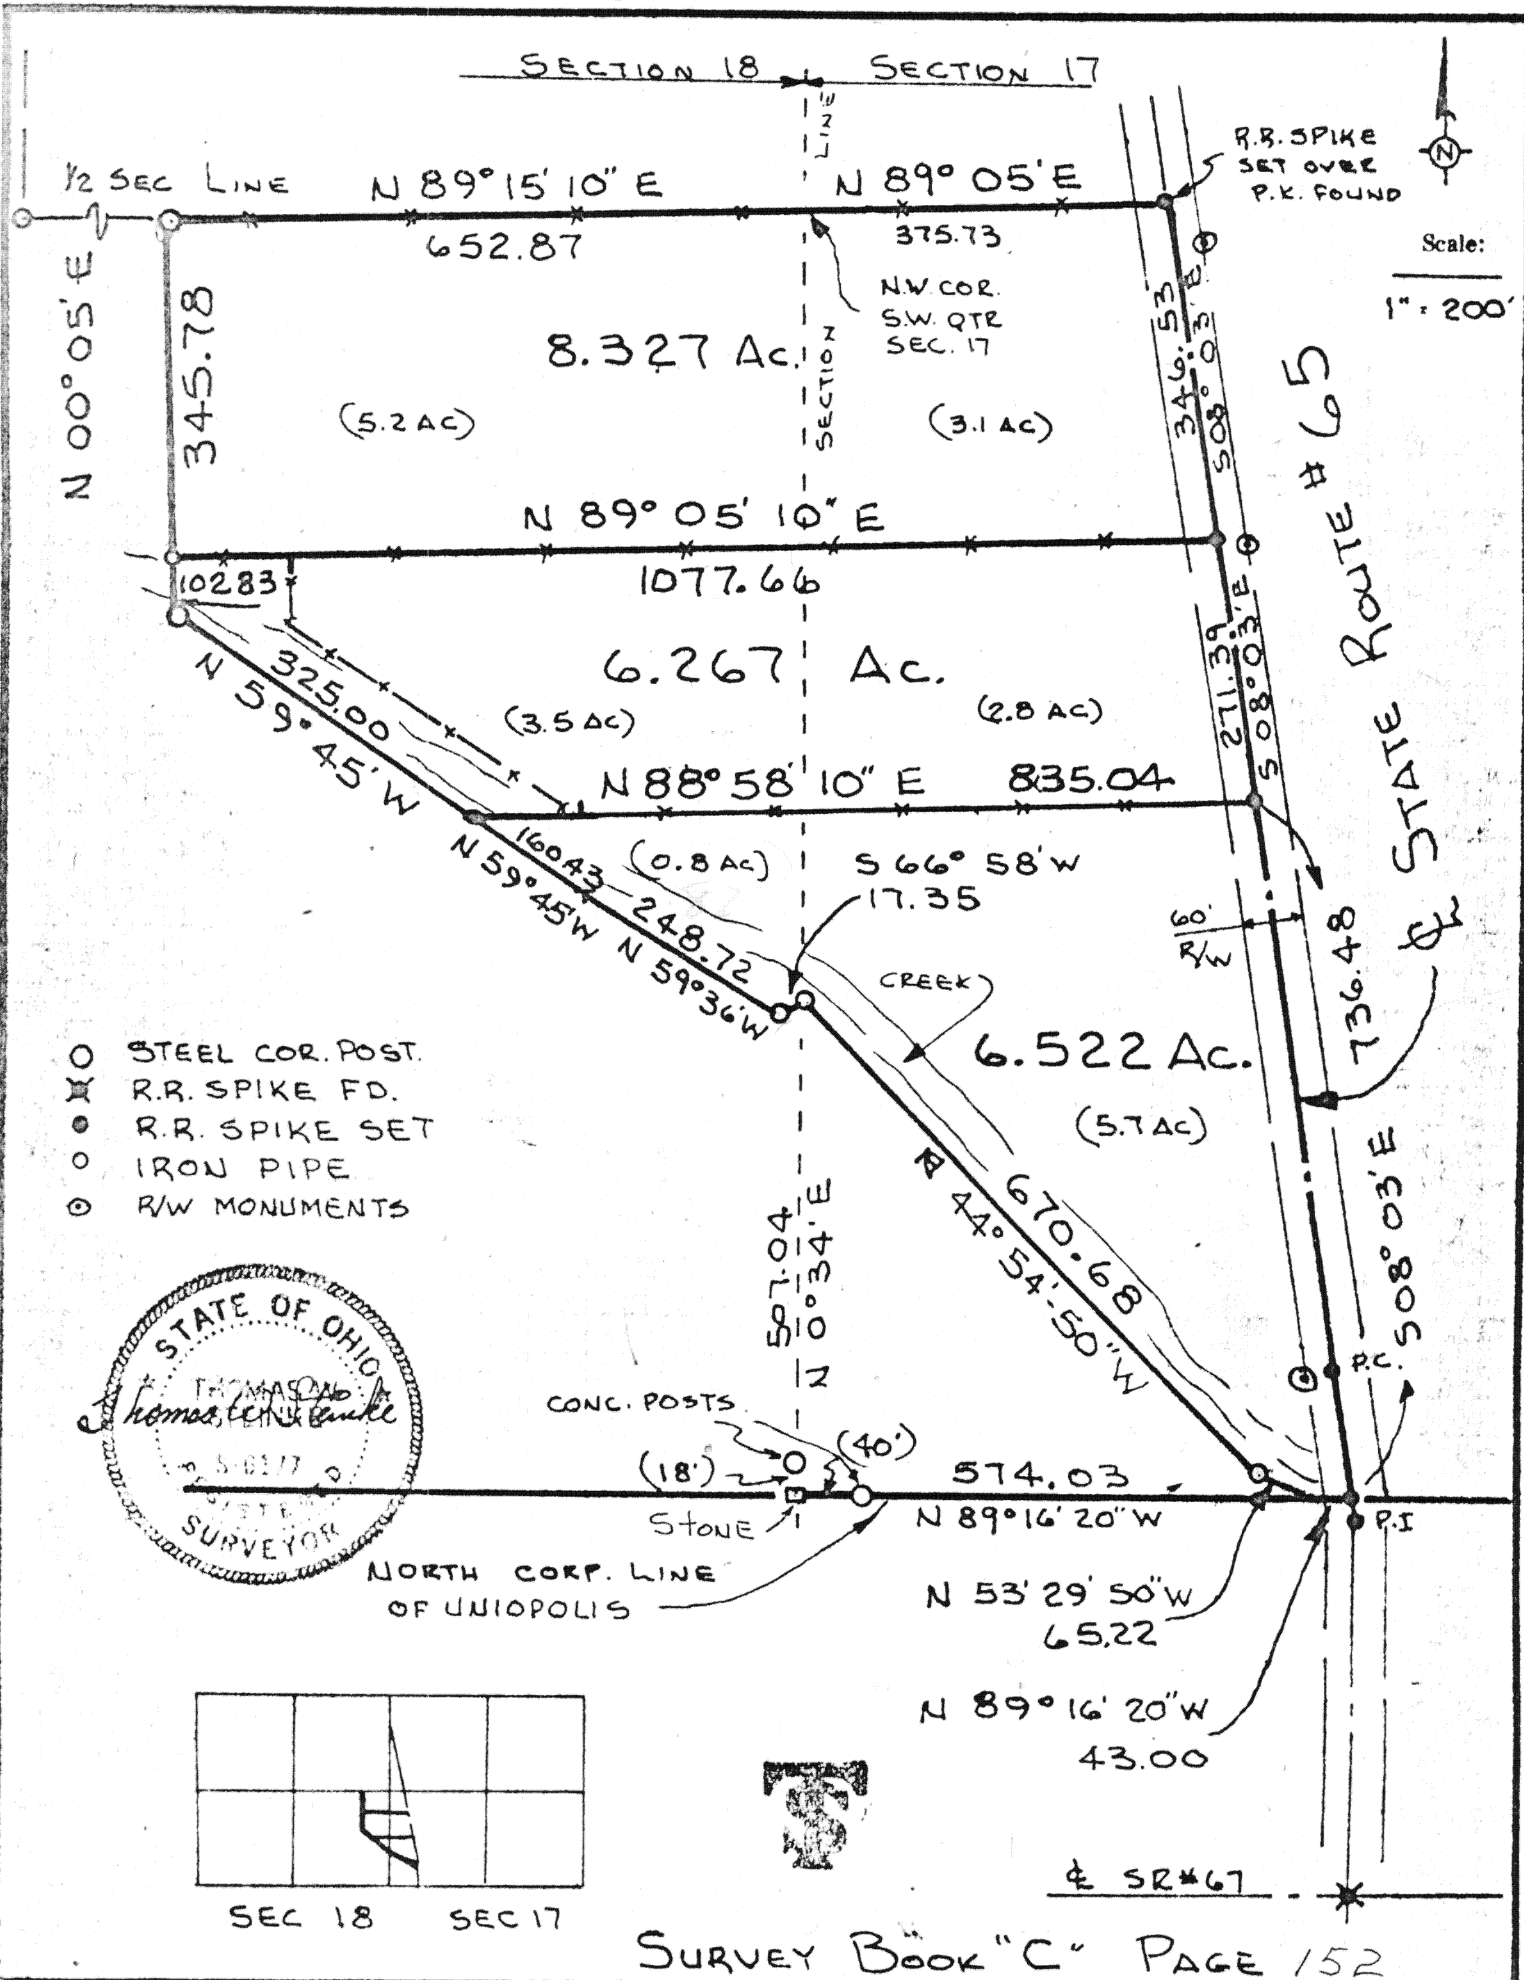 SECTION 18 SECTION 17
LINE
R.R. SPIKE
SET OVER
P.K. FOUND
N
½ SEC LINE
N 89° 15' 10" E
N 89° 05' E
652.87
375.73
Scale:
1" = 200'
N.W. COR.
S.W. QTR
SEC. 17
N 00° 05' E
345.78
8.327 Ac.
SECTION
(5.2 AC)
(3.1 AC)
346.53
S 08° 03' E
STATE ROUTE # 65
N 89° 05' 10" E
1077.66
102.83
6.267 Ac.
(3.5 AC)
(2.8 AC)
271.39
S 08° 03' E
325.00
N 59° 45' W
N 88° 58' 10" E 835.04
160.43
N 59° 45' W
(0.8 AC)
S 66° 58' W
17.35
248.72
N 59° 36' W
60'
R/W
736.48
CREEK
6.522 Ac.
(5.7 AC)
STEEL COR. POST.
R.R. SPIKE FD.
R.R. SPIKE SET
IRON PIPE
R/W MONUMENTS
670.68
N 44° 54'-50" W
507.04
N 0° 34' E
S08° 03' E
P.C.
STATE OF OHIO
THOMAS
STEINKE
REGISTERED
SURVEYOR
CONC. POSTS
(18')
(40')
574.03
N 89° 16' 20" W
STONE
P.I
NORTH CORP. LINE
OF UNIOPOLIS
N 53' 29' 50" W
65.22
N 89° 16' 20" W
43.00
TS
SEC 18 SEC 17
℄ SR #67
SURVEY BOOK "C" PAGE 152